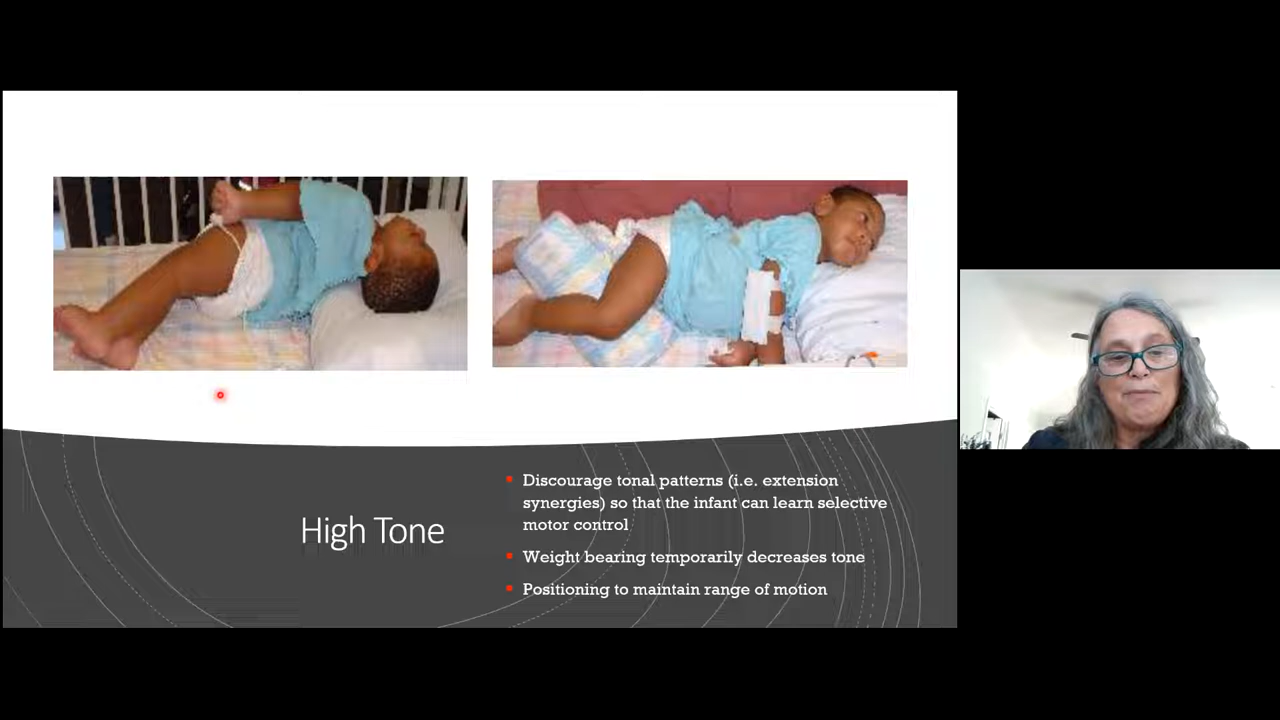 High Tone
Discourage tonal patterns (i.e. extension
synergies) so that the infant can learn selective
motor control
Weight bearing temporarily decreases tone
Positioning to maintain range of motion